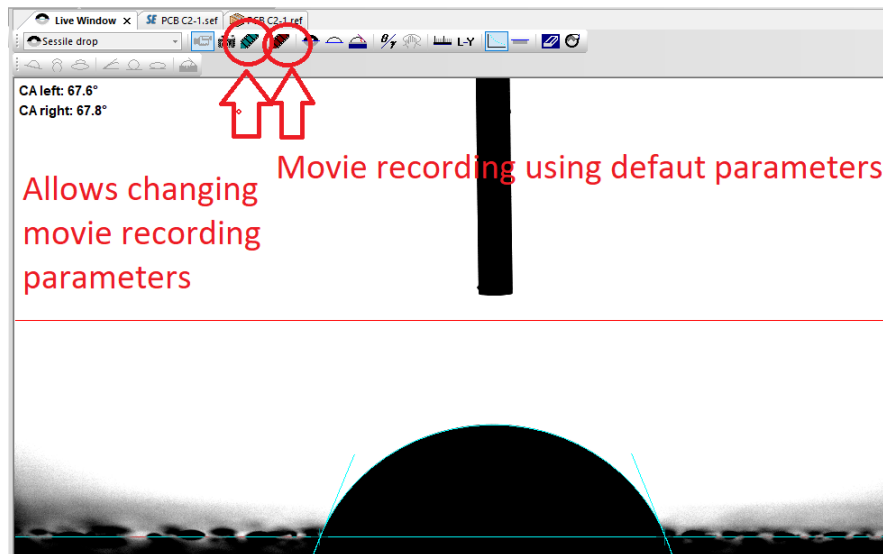 Live Window x SE PCB C2-1.sef PCB C2-1.ref
Sessile drop θ/γ L-Y
CA left: 67.6°
CA right: 67.8°
Movie recording using defaut parameters
Allows changing
movie recording
parameters